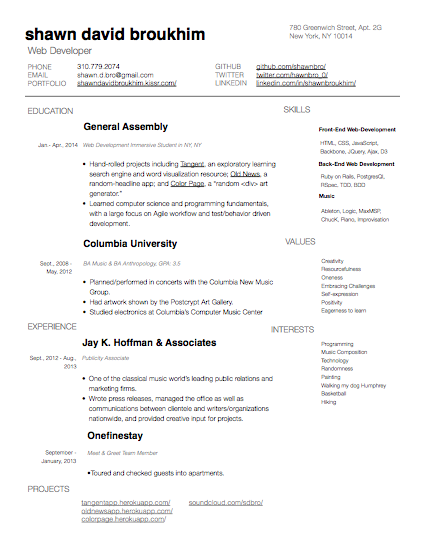 shawn david broukhim
Web Developer
780 Greenwich Street, Apt. 2G
New York, NY 10014
PHONE 310.779.2074
EMAIL shawn.d.bro@gmail.com
PORTFOLIO shawndavidbroukhim.kissr.com/
GITHUB github.com/shawnbro/
TWITTER twitter.com/hawnbro_0/
LINKEDIN linkedin.com/in/shawnbroukhim/
EDUCATION
General Assembly
Jan - Apr., 2014 Web Development Immersive Student in NY, NY
• Hand-rolled projects including Tangent, an exploratory learning
search engine and word visualization resource; Old News, a
random-headline app; and Color Page, a "random <div> art
generator."
• Learned computer science and programming fundamentals,
with a large focus on Agile workflow and test/behavior driven
development.
Columbia University
Sept., 2008 -
May, 2012
BA Music & BA Anthropology, GPA: 3.5
• Planned/performed in concerts with the Columbia New Music
Group.
• Had artwork shown by the Postcrypt Art Gallery.
• Studied electronics at Columbia's Computer Music Center
EXPERIENCE
Jay K. Hoffman & Associates
Sept., 2012 - Aug.,
2013
Publicity Associate
• One of the classical music world's leading public relations and
marketing firms.
• Wrote press releases, managed the office as well as
communications between clientele and writers/organizations
nationwide, and provided creative input for projects.
Onefinestay
September -
January, 2013
Meet & Greet Team Member
•Toured and checked guests into apartments.
PROJECTS
tangentapp.herokuapp.com/
oldnewsapp.herokuapp.com/
colorpage.herokuapp.com/
soundcloud.com/sdbro/
SKILLS
Front-End Web-Development
HTML, CSS, JavaScript,
Backbone, JQuery, Ajax, D3
Back-End Web Development
Ruby on Rails, PostgreSQL,
RSpec, TDD, BDD
Music
Ableton, Logic, MaxMSP,
ChucK, Piano, Improvisation
VALUES
Creativity
Resourcefulness
Oneness
Embracing Challenges
Self-expression
Positivity
Eagerness to learn
INTERESTS
Programming
Music Composition
Technology
Randomness
Painting
Walking my dog Humphrey
Basketball
Hiking